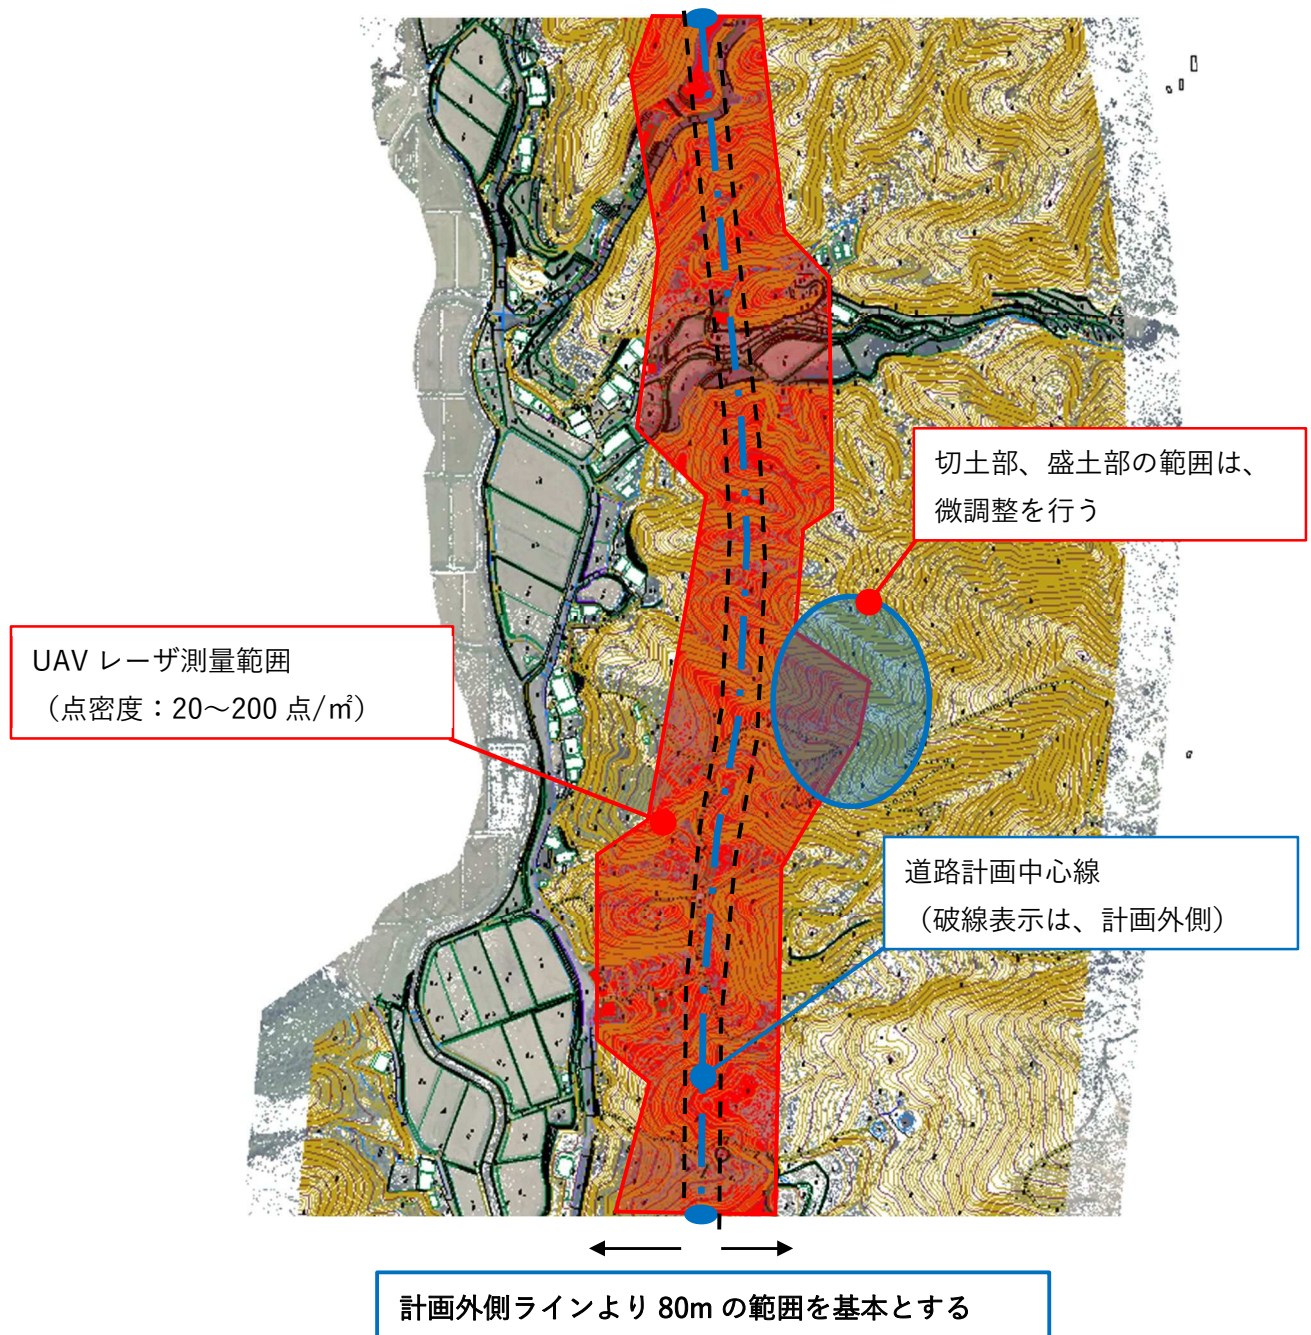 切土部、盛土部の範囲は、
微調整を行う
UAV レーザ測量範囲
（点密度：20～200 点/㎡）
道路計画中心線
（破線表示は、計画外側）
計画外側ラインより 80m の範囲を基本とする